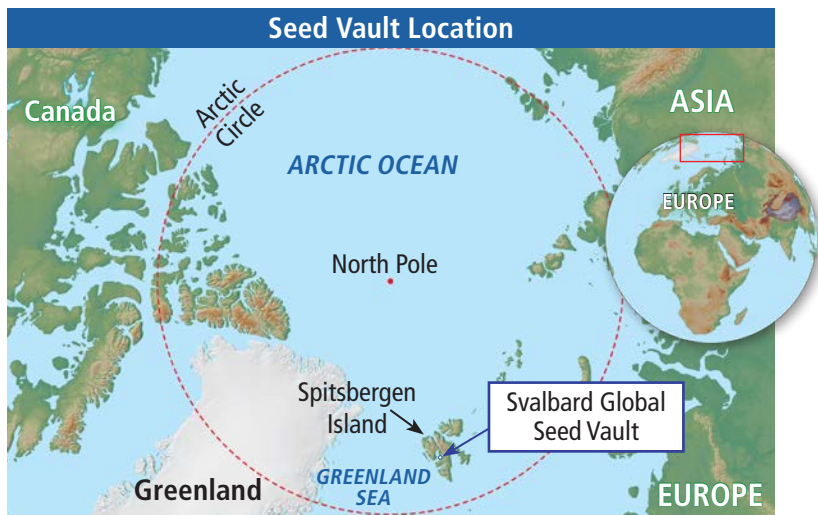 Seed Vault Location
Canada
Arctic
Circle
ASIA
ARCTIC OCEAN
EUROPE
North Pole
Spitsbergen
Island
Svalbard Global
Seed Vault
Greenland
GREENLAND
SEA
EUROPE